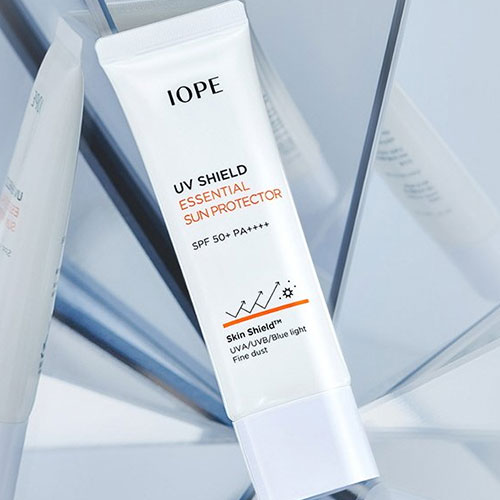 IOPE
UV SHIELD
ESSENTIAL
SUN PROTECTOR
SPF 50+ PA++++
Skin Shield™
UVA/UVB/Blue light
Fine dust